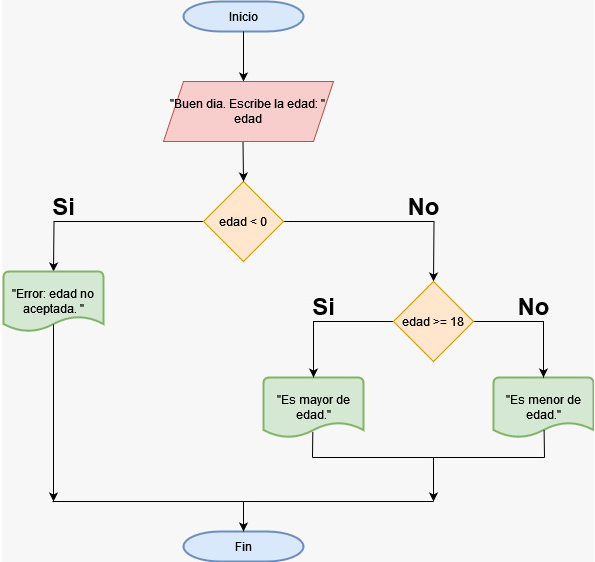 Inicio
"Buen dia. Escribe la edad: "
edad
Si
No
edad < 0
"Error: edad no
aceptada. "
Si
No
edad >= 18
"Es mayor de
edad."
"Es menor de
edad."
Fin